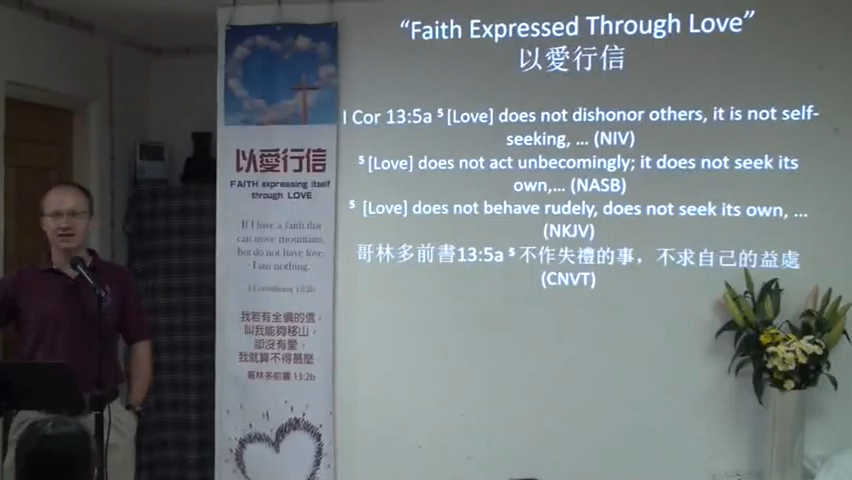 "Faith Expressed Through Love"
以愛行信
I Cor 13:5a ⁵ [Love] does not dishonor others, it is not self-
seeking, ... (NIV)
⁵ [Love] does not act unbecomingly; it does not seek its
own,... (NASB)
⁵ [Love] does not behave rudely, does not seek its own, ...
(NKJV)
哥林多前書13:5a ⁵ 不作失禮的事，不求自己的益處
(CNVT)
以愛行信
FAITH expressing itself
through LOVE
If I have a faith that
can move mountains,
but do not have love,
I am nothing.
1 Corinthians 13:2b
我若有全備的信,
叫我能夠移山,
卻沒有愛,
我就算不得甚麼
哥林多前書 13:2b